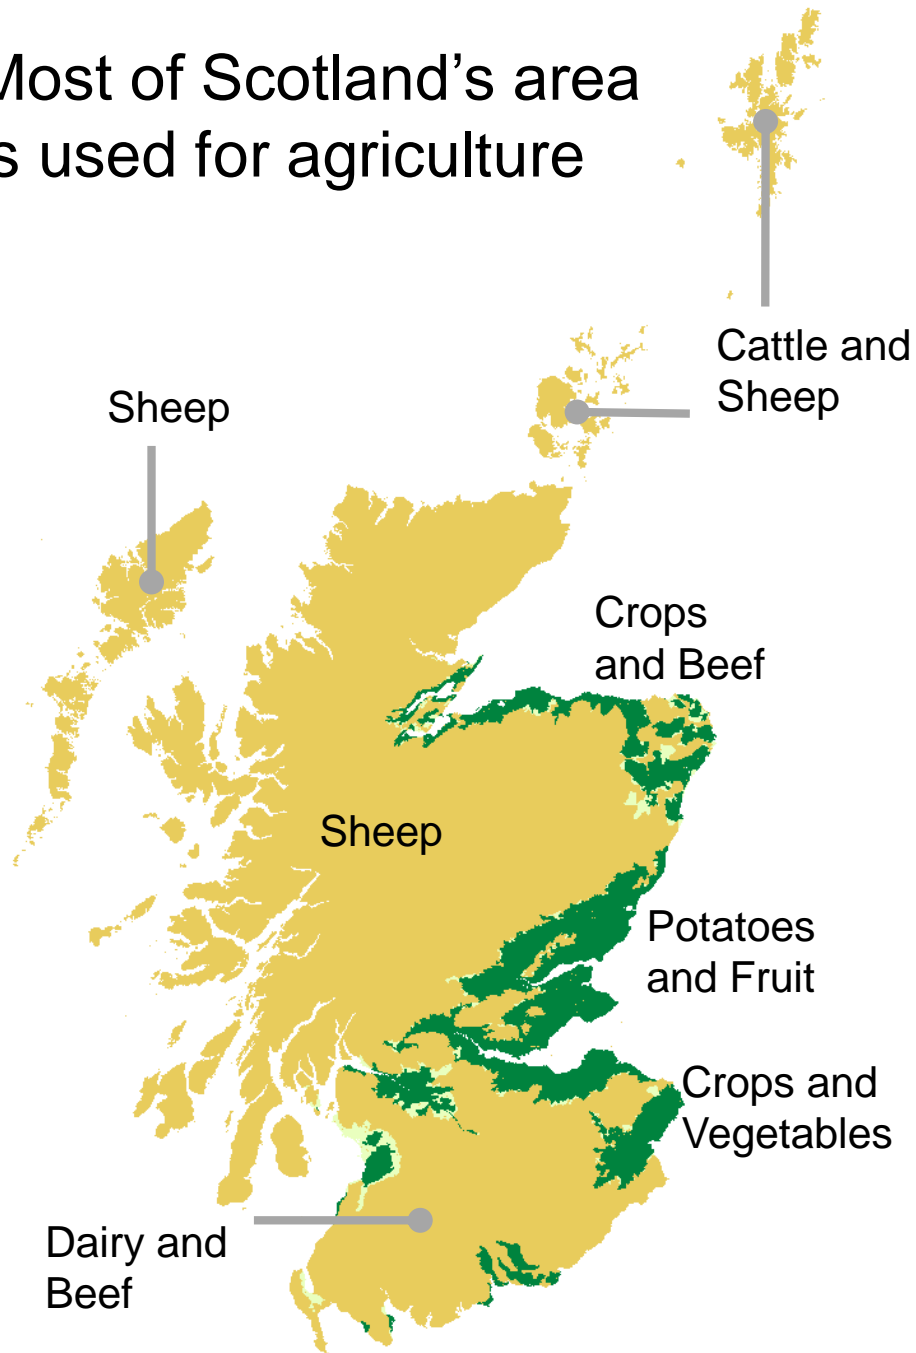 Most of Scotland's area
s used for agriculture
Cattle and
Sheep
Sheep
Crops
and Beef
Sheep
Potatoes
and Fruit
Crops and
Vegetables
Dairy and
Beef